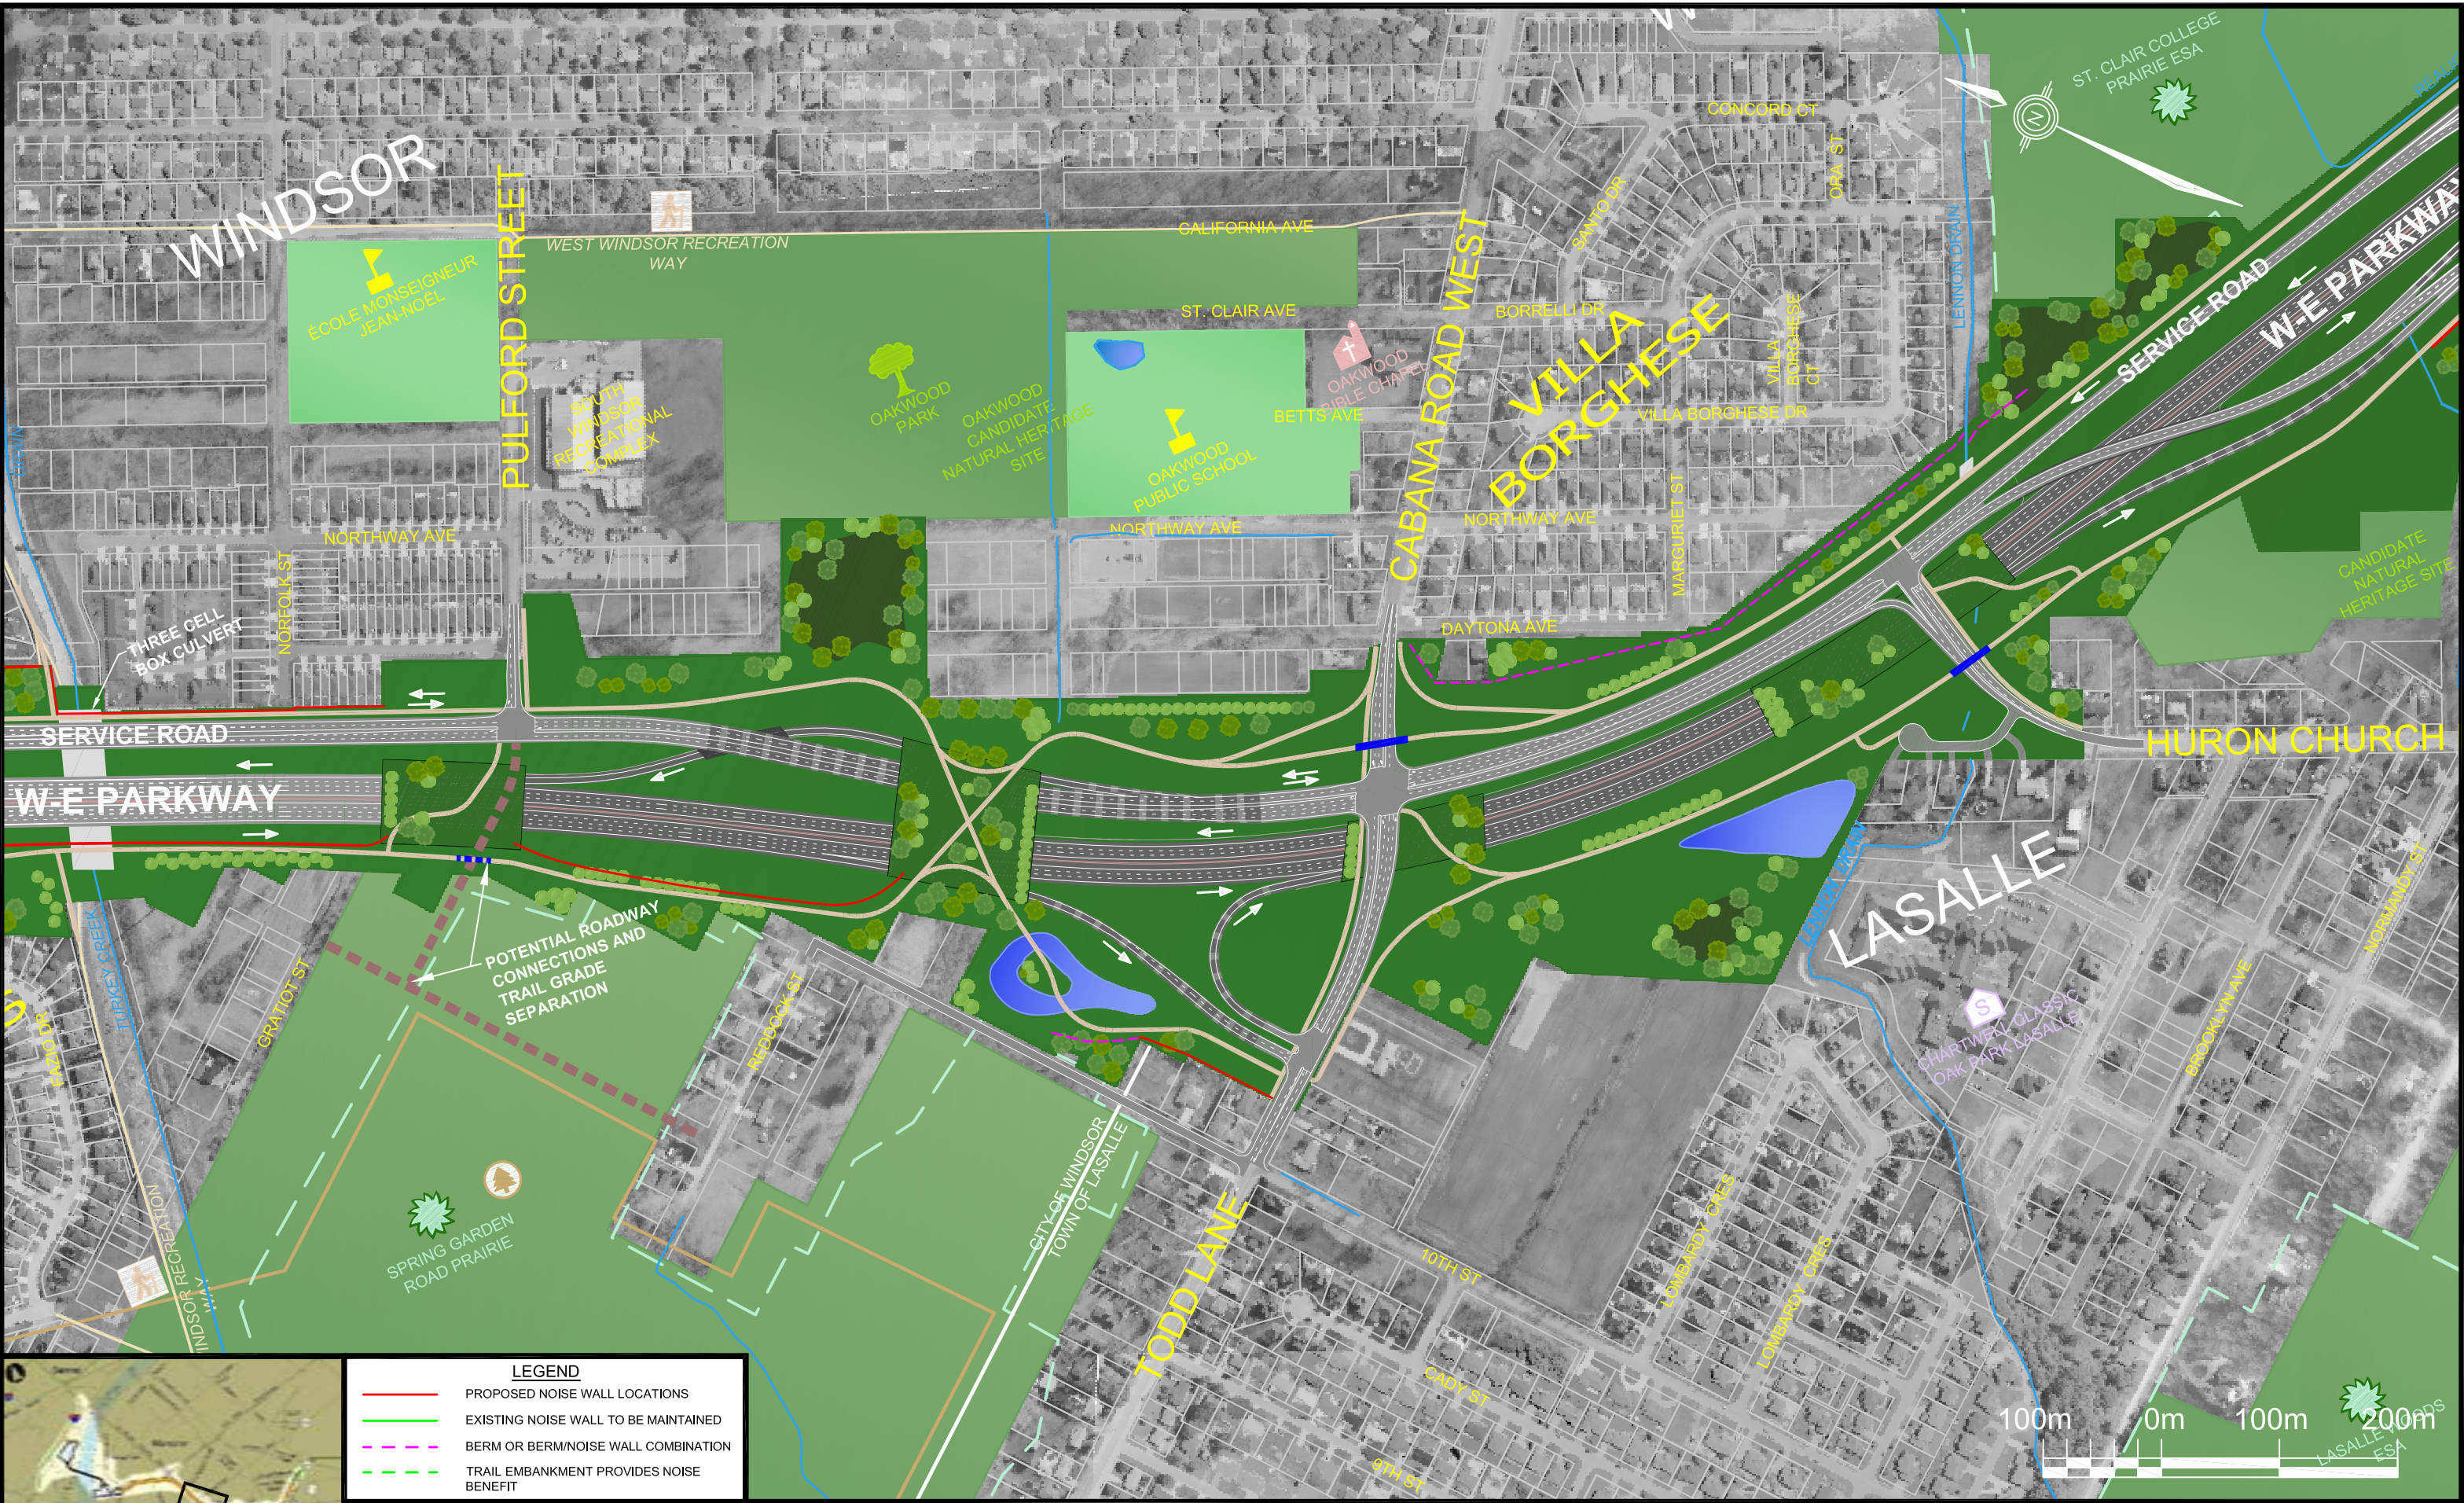 ST. CLAIR COLLEGE
PRAIRIE ESA
CONCORD CT
ORA ST
SANTO DR
N
WINDSOR
PULFORD STREET
WEST WINDSOR RECREATION
WAY
CALIFORNIA AVE
ÉCOLE MONSEIGNEUR
JEAN-NOËL
ST. CLAIR AVE
BORRELLI DR
LENNON DRAIN
SERVICE ROAD
W-E PARKWAY
CABANA ROAD WEST
VILLA
BORGHESE
VILLA
BORGHESE
CT
VILLA BORGHESE DR
OAKWOOD
BIBLE CHAPEL
BETTS AVE
OAKWOOD
PARK
OAKWOOD
CANDIDATE
NATURAL HERITAGE
SITE
SOUTH
WINDSOR
RECREATIONAL
COMPLEX
OAKWOOD
PUBLIC SCHOOL
DRAIN
NORTHWAY AVE
NORTHWAY AVE
NORTHWAY AVE
NORFOLK ST
MARGURIET ST
CANDIDATE
NATURAL
HERITAGE SITE
THREE CELL
BOX CULVERT
DAYTONA AVE
SERVICE ROAD
W-E PARKWAY
HURON CHURCH
LENNON DRAIN
LASALLE
NORMANDY ST
POTENTIAL ROADWAY
CONNECTIONS AND
TRAIL GRADE
SEPARATION
GRATIOT ST
TURKEY CREEK
FAZIO DR
REDDOCK ST
S
CHARTWELL CLASSIC
OAK PARK LASALLE
BROOKLYN AVE
CITY OF WINDSOR
TOWN OF LASALLE
SPRING GARDEN
ROAD PRAIRIE
WINDSOR RECREATION
WAY
TODD LANE
10TH ST
LOMBARDY CRES
LOMBARDY CRES
CADY ST
9TH ST
100m 0m 100m 200m
LASALLE WOODS
ESA
LEGEND
PROPOSED NOISE WALL LOCATIONS
EXISTING NOISE WALL TO BE MAINTAINED
BERM OR BERM/NOISE WALL COMBINATION
TRAIL EMBANKMENT PROVIDES NOISE
BENEFIT